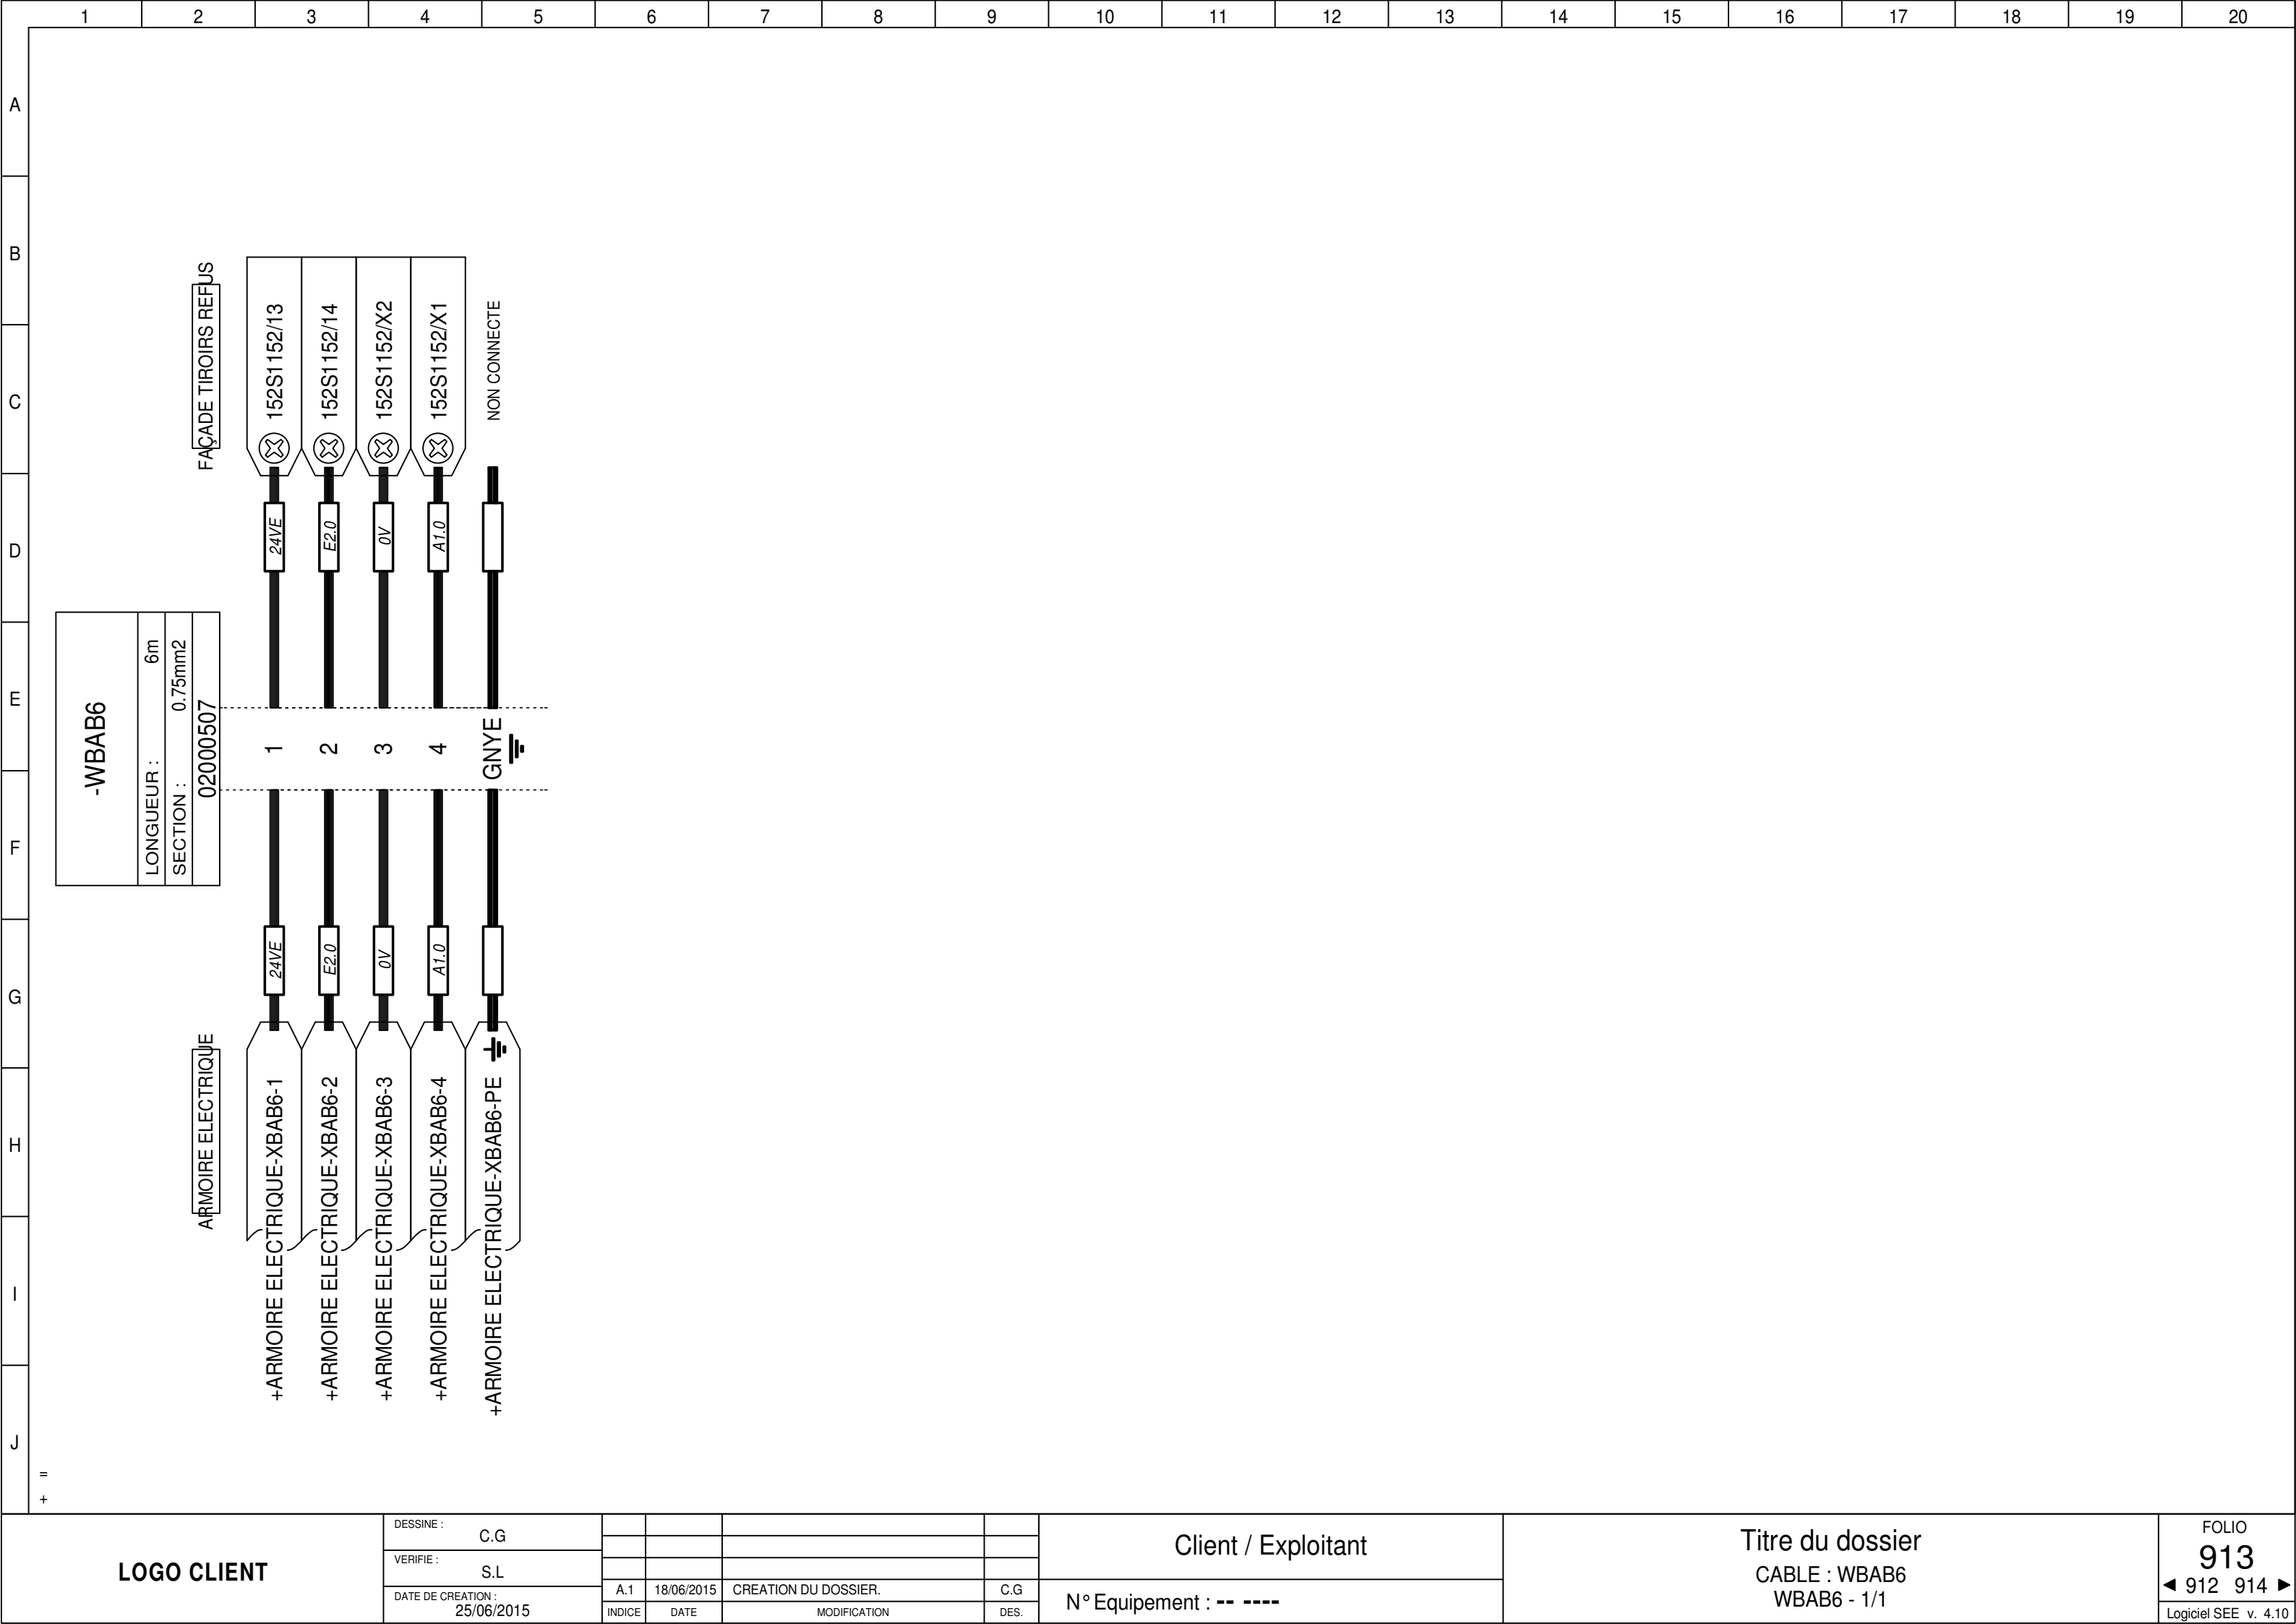 1 2 3 4 5 6 7 8 9 10 11 12 13 14 15 16 17 18 19 20
A
B
C
D
E
F
G
H
I
J
-WBAB6
LONGUEUR : 6m
SECTION : 0.75mm2
02000507
FAÇADE TIROIRS REFUS
152S1152/13
152S1152/14
152S1152/X2
152S1152/X1
NON CONNECTE
24VE
E2.0
0V
A1.0
1
2
3
4
GNYE
24VE
E2.0
0V
A1.0
ARMOIRE ELECTRIQUE
+ARMOIRE ELECTRIQUE-XBAB6-1
+ARMOIRE ELECTRIQUE-XBAB6-2
+ARMOIRE ELECTRIQUE-XBAB6-3
+ARMOIRE ELECTRIQUE-XBAB6-4
+ARMOIRE ELECTRIQUE-XBAB6-PE
=
+
LOGO CLIENT
DESSINE :
C.G
VERIFIE :
S.L
DATE DE CREATION :
25/06/2015
A.1 18/06/2015 CREATION DU DOSSIER. C.G
INDICE DATE MODIFICATION DES.
Client / Exploitant
N° Equipement : -- ----
Titre du dossier
CABLE : WBAB6
WBAB6 - 1/1
FOLIO
913
912 914
Logiciel SEE v. 4.10